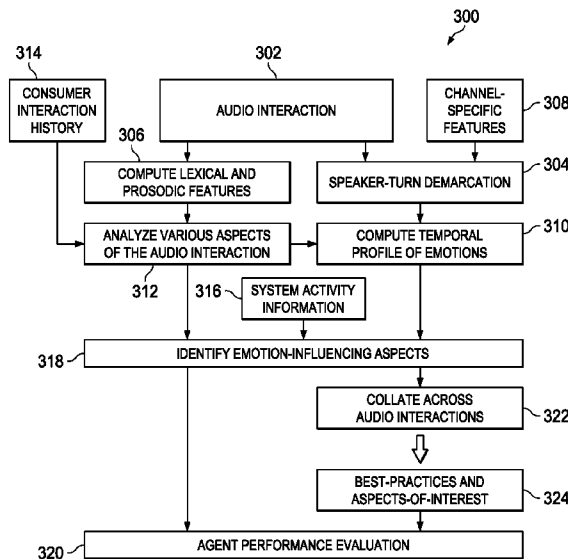 300
314
302
CONSUMER
INTERACTION
HISTORY
AUDIO INTERACTION
CHANNEL-
SPECIFIC
FEATURES
308
306
COMPUTE LEXICAL AND
PROSODIC FEATURES
SPEAKER-TURN DEMARCATION
304
ANALYZE VARIOUS ASPECTS
OF THE AUDIO INTERACTION
COMPUTE TEMPORAL
PROFILE OF EMOTIONS
310
312
316
SYSTEM ACTIVITY
INFORMATION
318
IDENTIFY EMOTION-INFLUENCING ASPECTS
COLLATE ACROSS
AUDIO INTERACTIONS
322
BEST-PRACTICES AND
ASPECTS-OF-INTEREST
324
320
AGENT PERFORMANCE EVALUATION